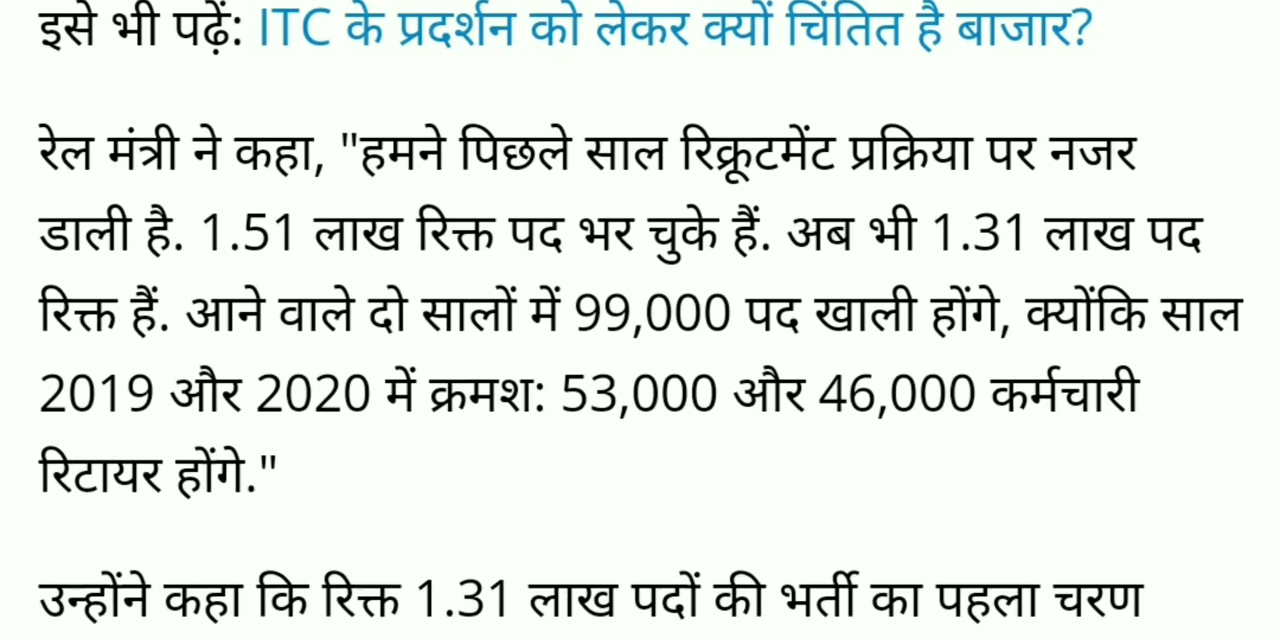 इसे भी पढ़ें: ITC के प्रदर्शन को लेकर क्यों चिंतित है बाजार?
रेल मंत्री ने कहा, "हमने पिछले साल रिक्रूटमेंट प्रक्रिया पर नजर
डाली है. 1.51 लाख रिक्त पद भर चुके हैं. अब भी 1.31 लाख पद
रिक्त हैं. आने वाले दो सालों में 99,000 पद खाली होंगे, क्योंकि साल
2019 और 2020 में क्रमश: 53,000 और 46,000 कर्मचारी
रिटायर होंगे."
उन्होंने कहा कि रिक्त 1.31 लाख पदों की भर्ती का पहला चरण